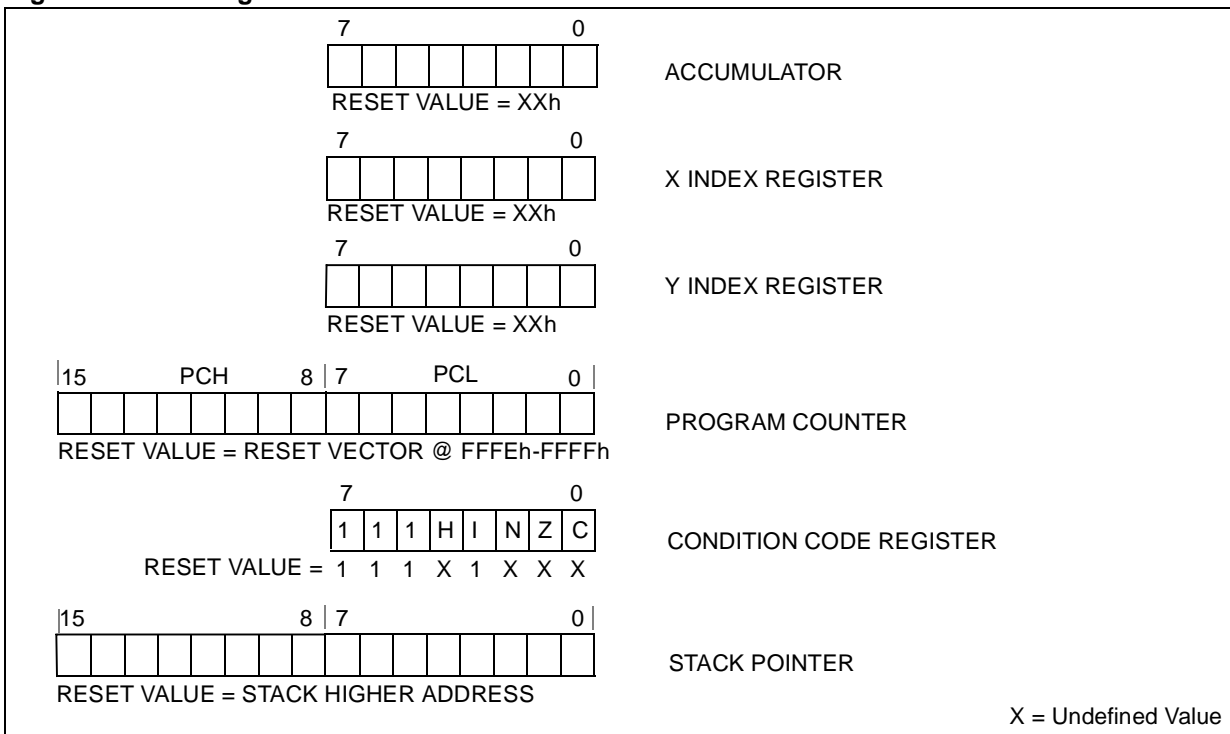 7 0
ACCUMULATOR
RESET VALUE = XXh
7 0
X INDEX REGISTER
RESET VALUE = XXh
7 0
Y INDEX REGISTER
RESET VALUE = XXh
15 PCH 8 7 PCL 0
PROGRAM COUNTER
RESET VALUE = RESET VECTOR @ FFFEh-FFFFh
7 0
1 1 1 H I N Z C
CONDITION CODE REGISTER
RESET VALUE = 1 1 1 X 1 X X X
15 8 7 0
STACK POINTER
RESET VALUE = STACK HIGHER ADDRESS
X = Undefined Value